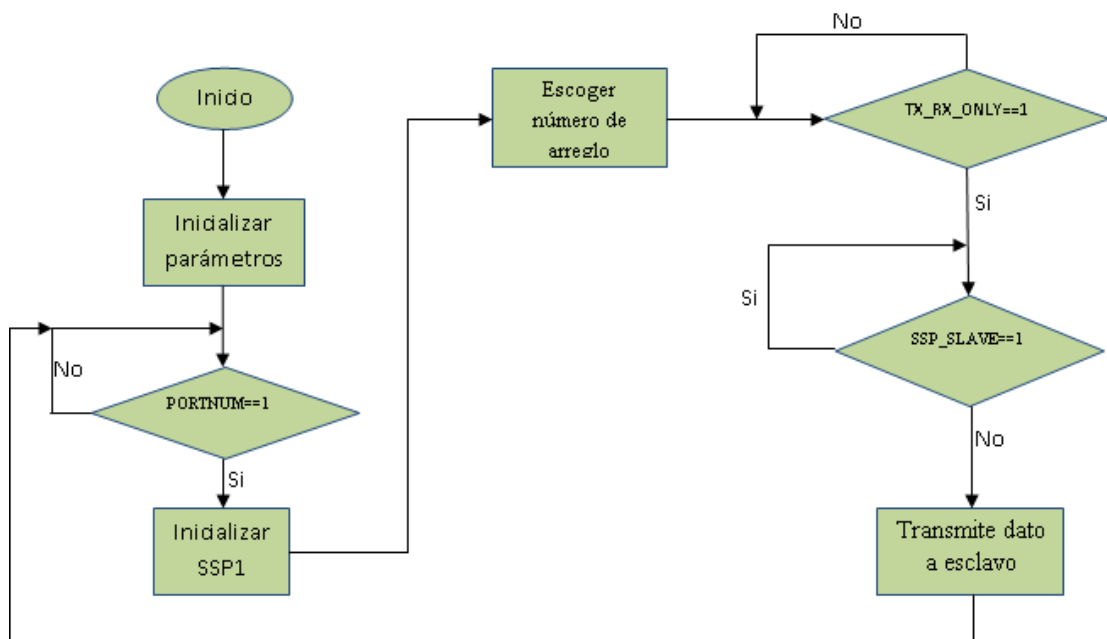 Inicio
Inicializar
parámetros
No
PORTNUM==1
Si
Inicializar
SSP1
Escoger
número de
arreglo
No
TX_RX_ONLY==1
Si
Si
SSP_SLAVE==1
No
Transmite dato
a esclavo